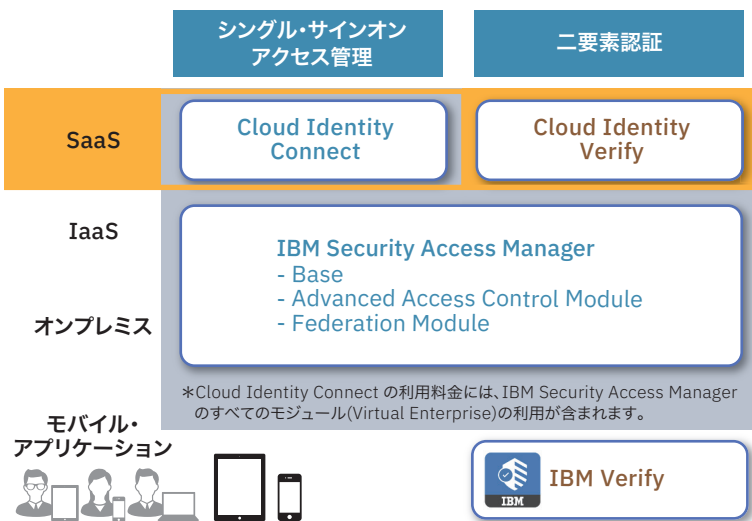 シングル・サインオン
アクセス管理
二要素認証
SaaS
Cloud Identity
Connect
Cloud Identity
Verify
IaaS
オンプレミス
IBM Security Access Manager
- Base
- Advanced Access Control Module
- Federation Module
＊Cloud Identity Connect の利用料金には、IBM Security Access Manager
のすべてのモジュール(Virtual Enterprise)の利用が含まれます。
モバイル・
アプリケーション
IBM
IBM Verify